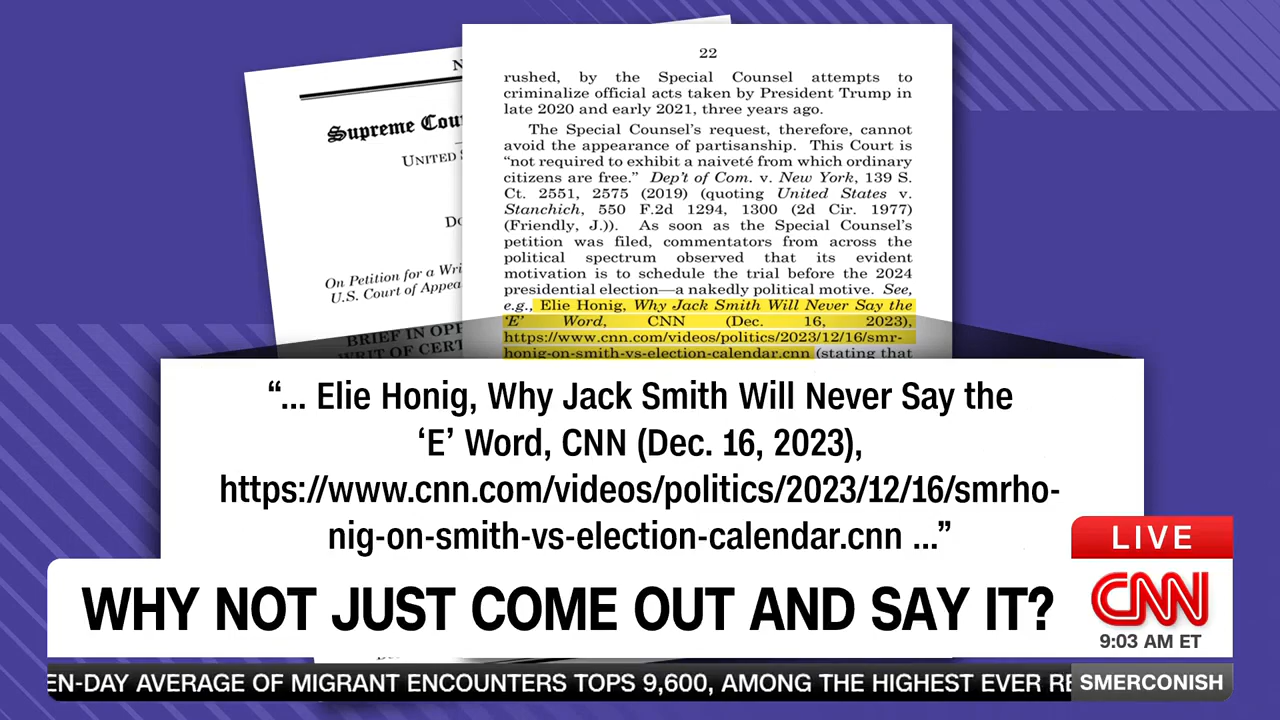 22
rushed, by the Special Counsel attempts to
criminalize official acts taken by President Trump in
late 2020 and early 2021, three years ago.
The Special Counsel's request, therefore, cannot
avoid the appearance of partisanship. This Court is
“not required to exhibit a naiveté from which ordinary
citizens are free.” Dep't of Com. v. New York, 139 S.
Ct. 2551, 2575 (2019) (quoting United States v.
Stanchich, 550 F.2d 1294, 1300 (2d Cir. 1977)
(Friendly, J.)). As soon as the Special Counsel's
petition was filed, commentators from across the
political spectrum observed that its evident
motivation is to schedule the trial before the 2024
presidential election—a nakedly political motive. See,
e.g., Elie Honig, Why Jack Smith Will Never Say the
‘E’ Word, CNN (Dec. 16, 2023),
https://www.cnn.com/videos/politics/2023/12/16/smr-
honig-on-smith-vs-election-calendar.cnn (stating that
N
Supreme Cou
UNITED S
Do
On Petition for a Wri
U.S. Court of Appea
BRIEF IN OPP
WRIT OF CERT
“... Elie Honig, Why Jack Smith Will Never Say the
‘E’ Word, CNN (Dec. 16, 2023),
https://www.cnn.com/videos/politics/2023/12/16/smrho-
nig-on-smith-vs-election-calendar.cnn ...”
LIVE
WHY NOT JUST COME OUT AND SAY IT?
CNN
9:03 AM ET
EN-DAY AVERAGE OF MIGRANT ENCOUNTERS TOPS 9,600, AMONG THE HIGHEST EVER RE
SMERCONISH